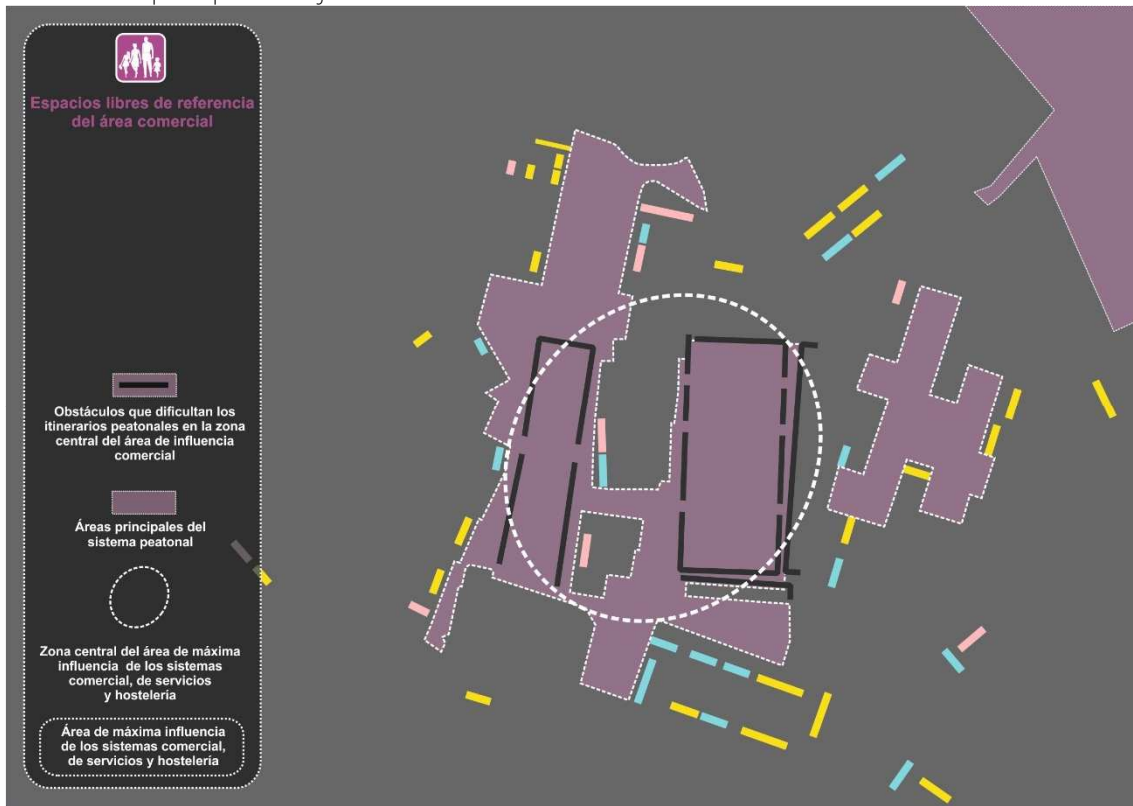 Espacios libres de referencia
del área comercial
Obstáculos que dificultan los
itinerarios peatonales en la zona
central del área de influencia
comercial
Áreas principales del
sistema peatonal
Zona central del área de máxima
influencia de los sistemas
comercial, de servicios
y hostelería
Área de máxima influencia
de los sistemas comercial,
de servicios y hostelería